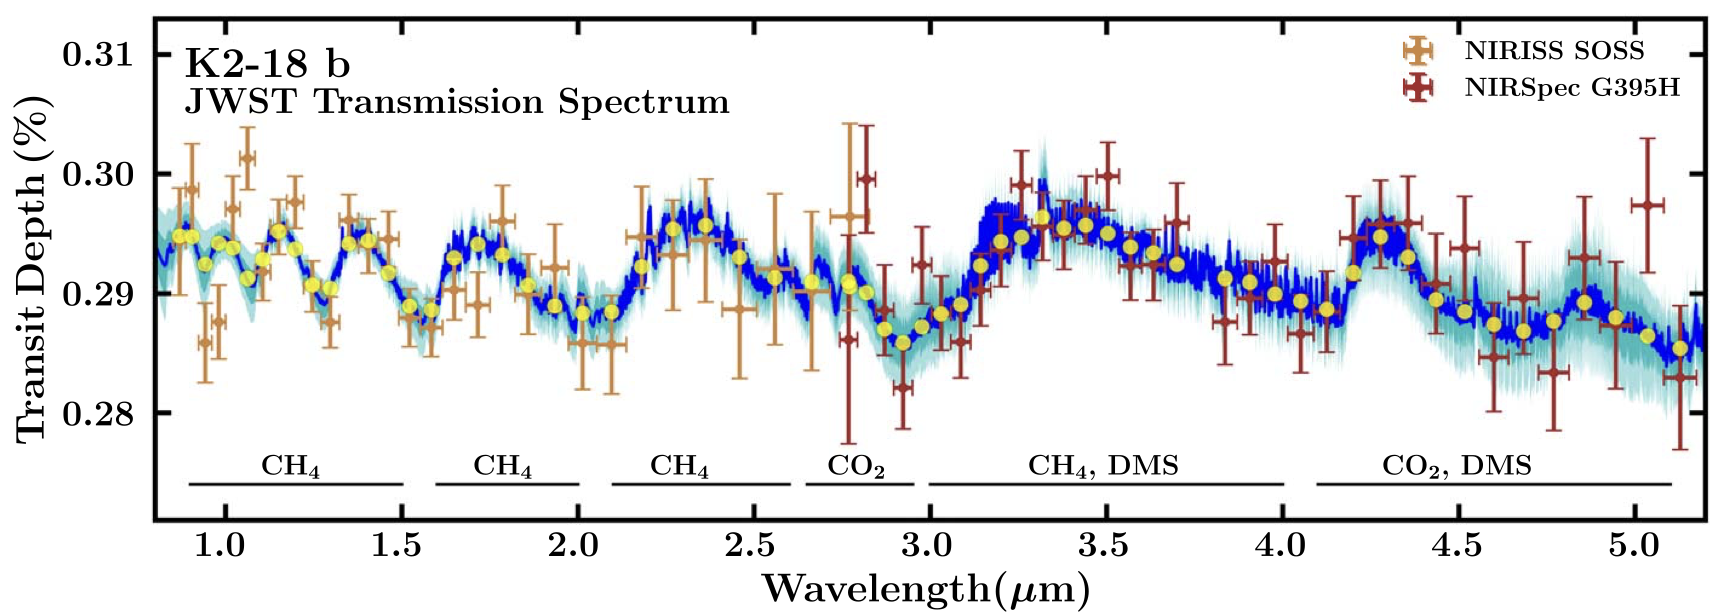 K2-18 b
JWST Transmission Spectrum
NIRISS SOSS
NIRSpec G395H
Transit Depth (%)
0.31
0.30
0.29
0.28
CH₄
CH₄
CH₄
CO₂
CH₄, DMS
CO₂, DMS
1.0 1.5 2.0 2.5 3.0 3.5 4.0 4.5 5.0
Wavelength(μm)